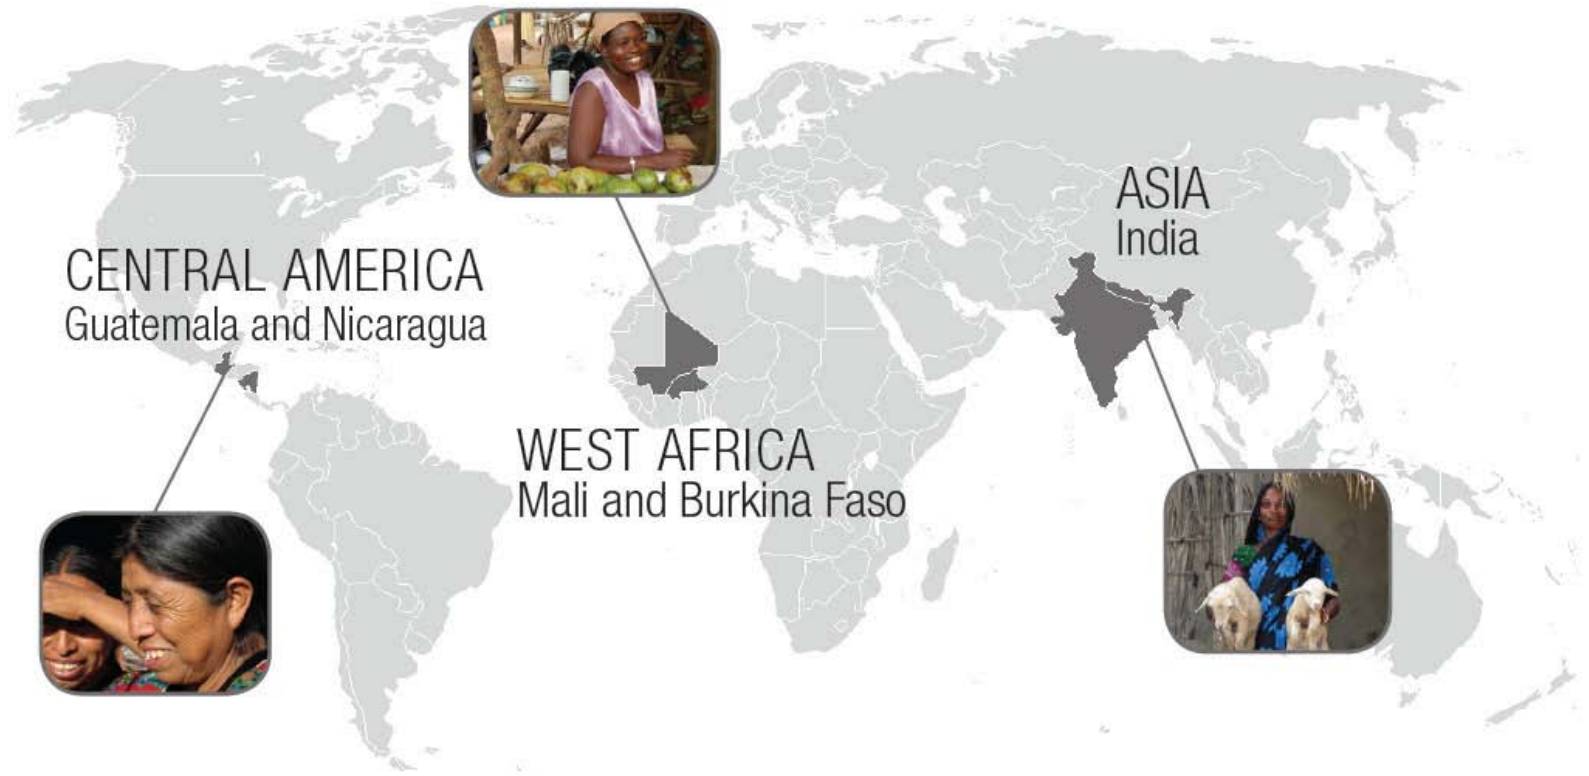 CENTRAL AMERICA
Guatemala and Nicaragua
WEST AFRICA
Mali and Burkina Faso
ASIA
India